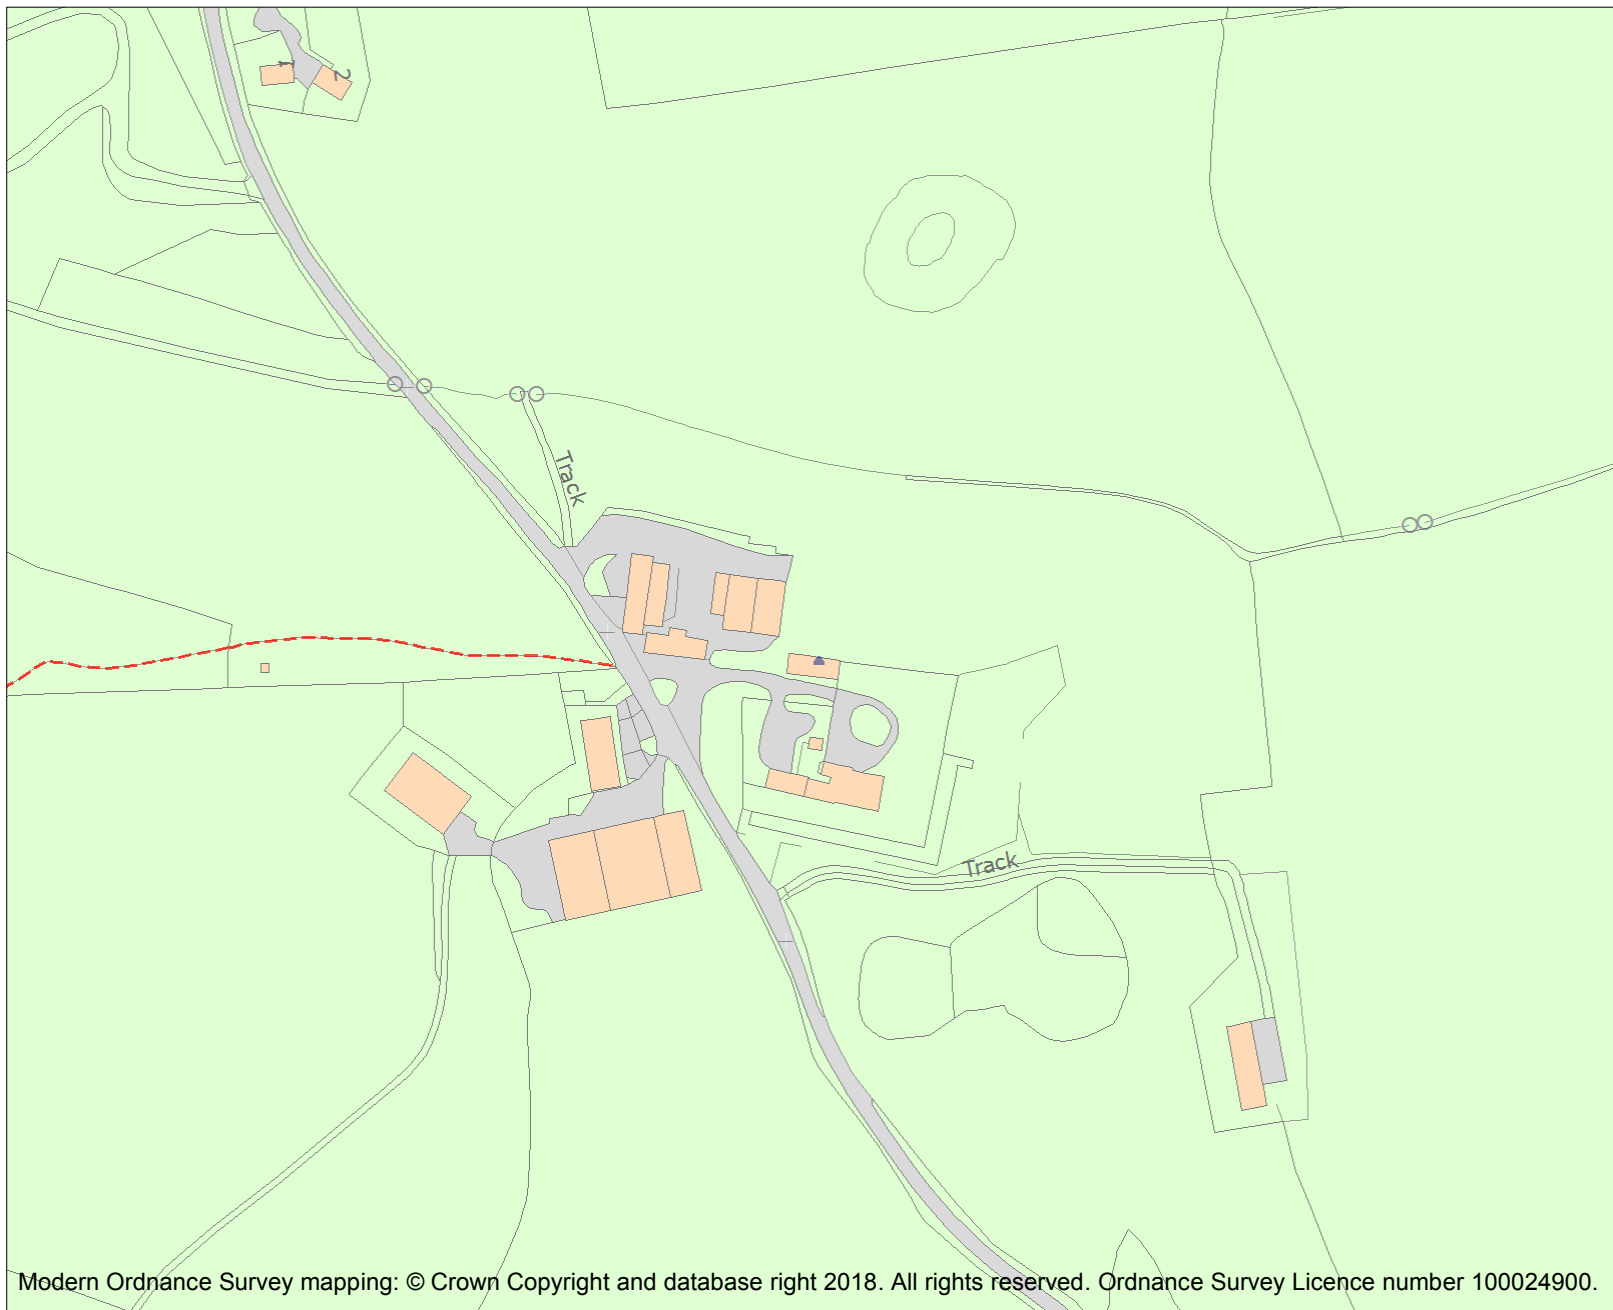 1
2
Track
Track
Modern Ordnance Survey mapping: © Crown Copyright and database right 2018. All rights reserved. Ordnance Survey Licence number 100024900.